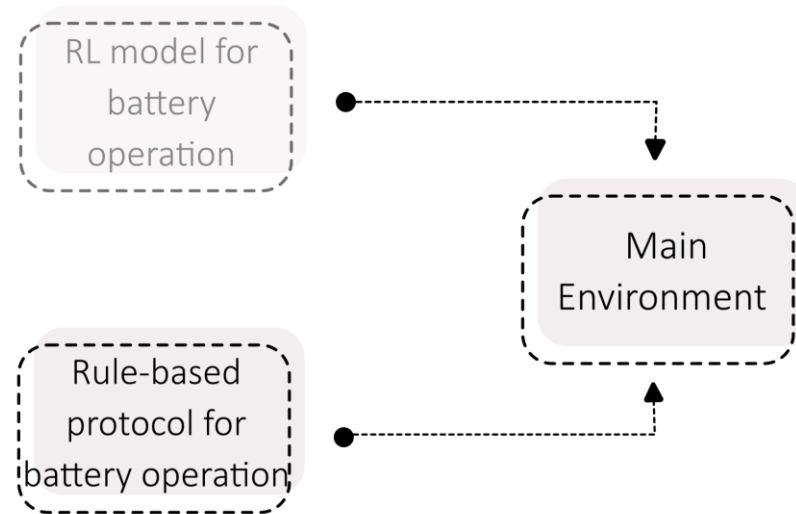 RL model for
battery
operation
Main
Environment
Rule-based
protocol for
battery operation